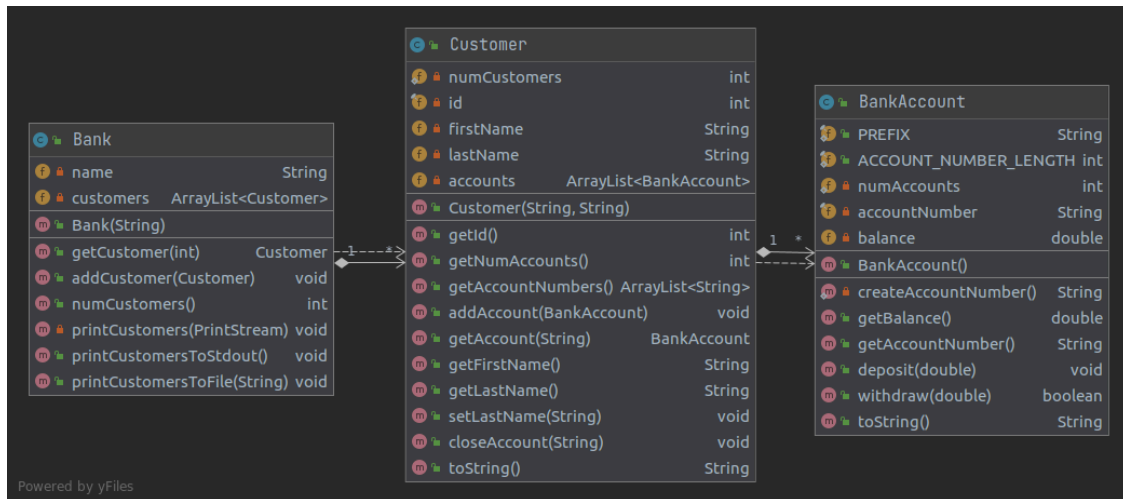 Bank
name String
customers ArrayList<Customer>
Bank(String)
getCustomer(int) Customer
addCustomer(Customer) void
numCustomers() int
printCustomers(PrintStream) void
printCustomersToStdout() void
printCustomersToFile(String) void
1 *
Customer
numCustomers int
id int
firstName String
lastName String
accounts ArrayList<BankAccount>
Customer(String, String)
getId() int
getNumAccounts() int
getAccountNumbers() ArrayList<String>
addAccount(BankAccount) void
getAccount(String) BankAccount
getFirstName() String
getLastName() String
setLastName(String) void
closeAccount(String) void
toString() String
1 *
BankAccount
PREFIX String
ACCOUNT_NUMBER_LENGTH int
numAccounts int
accountNumber String
balance double
BankAccount()
createAccountNumber() String
getBalance() double
getAccountNumber() String
deposit(double) void
withdraw(double) boolean
toString() String
Powered by yFiles